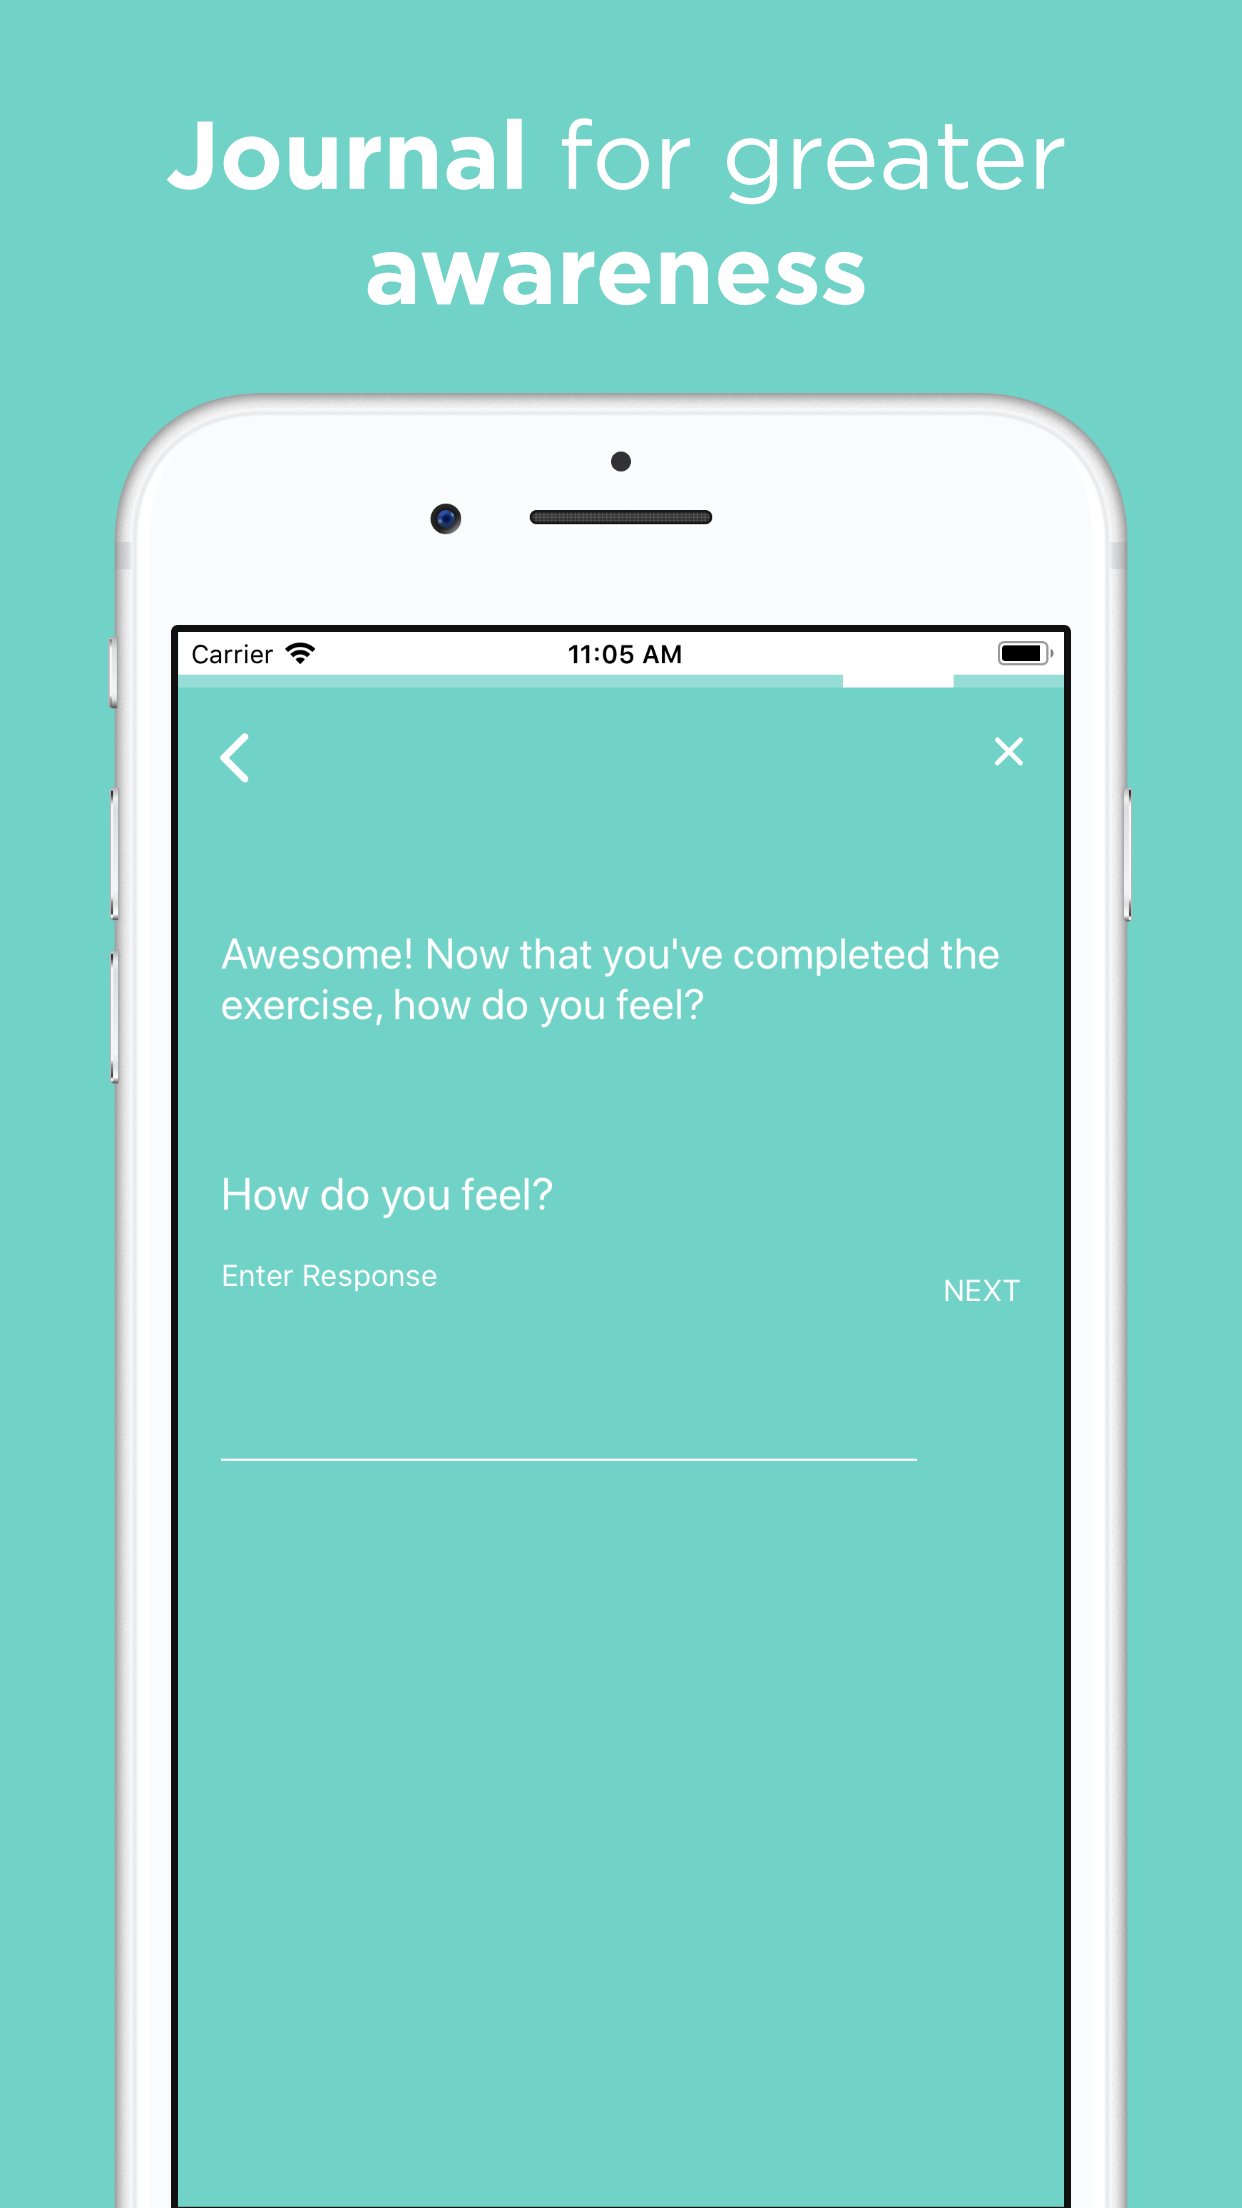 Journal for greater
awareness
Carrier
11:05 AM
Awesome! Now that you've completed the
exercise, how do you feel?
How do you feel?
Enter Response
NEXT